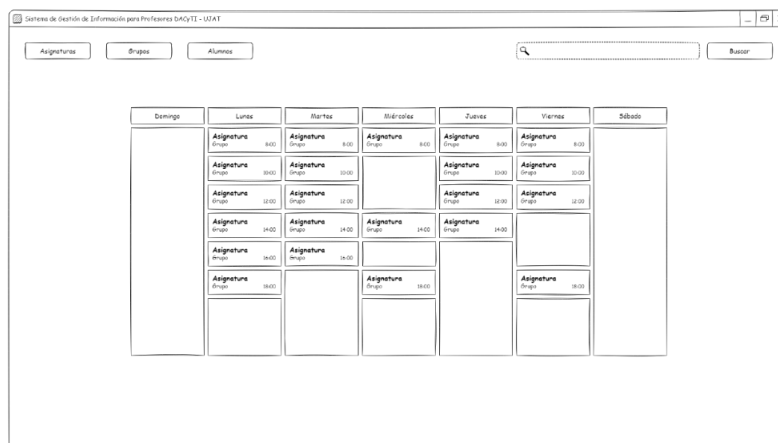 Sistema de Gestión de Información para Profesores DACyTI - UJAT
Asignaturas Grupos Alumnos Buscar
Domingo Lunes Martes Miércoles Jueves Viernes Sábado
Asignatura Asignatura Asignatura Asignatura Asignatura
Grupo 8:00 Grupo 8:00 Grupo 8:00 Grupo 8:00 Grupo 8:00
Asignatura Asignatura Asignatura Asignatura
Grupo 10:00 Grupo 10:00 Grupo 10:00 Grupo 10:00
Asignatura Asignatura Asignatura Asignatura
Grupo 12:00 Grupo 12:00 Grupo 12:00 Grupo 12:00
Asignatura Asignatura Asignatura Asignatura
Grupo 14:00 Grupo 14:00 Grupo 14:00 Grupo 14:00
Asignatura Asignatura
Grupo 16:00 Grupo 16:00
Asignatura Asignatura Asignatura
Grupo 18:00 Grupo 18:00 Grupo 18:00